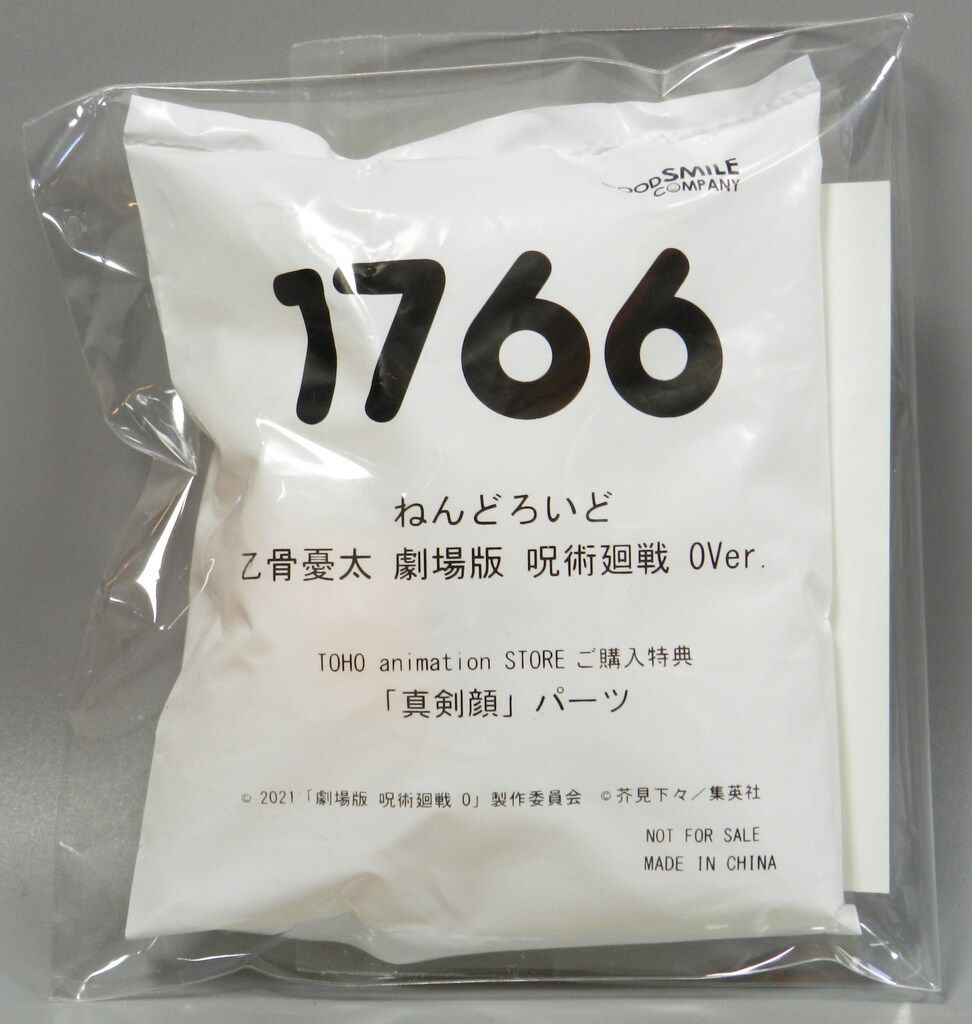 SMILE
COMPANY
1766
ねんどろいど
乙骨憂太 劇場版 呪術廻戦 0Ver.
TOHO animation STORE ご購入特典
「真剣顔」パーツ
© 2021「劇場版 呪術廻戦 0」製作委員会 ©芥見下々／集英社
NOT FOR SALE
MADE IN CHINA